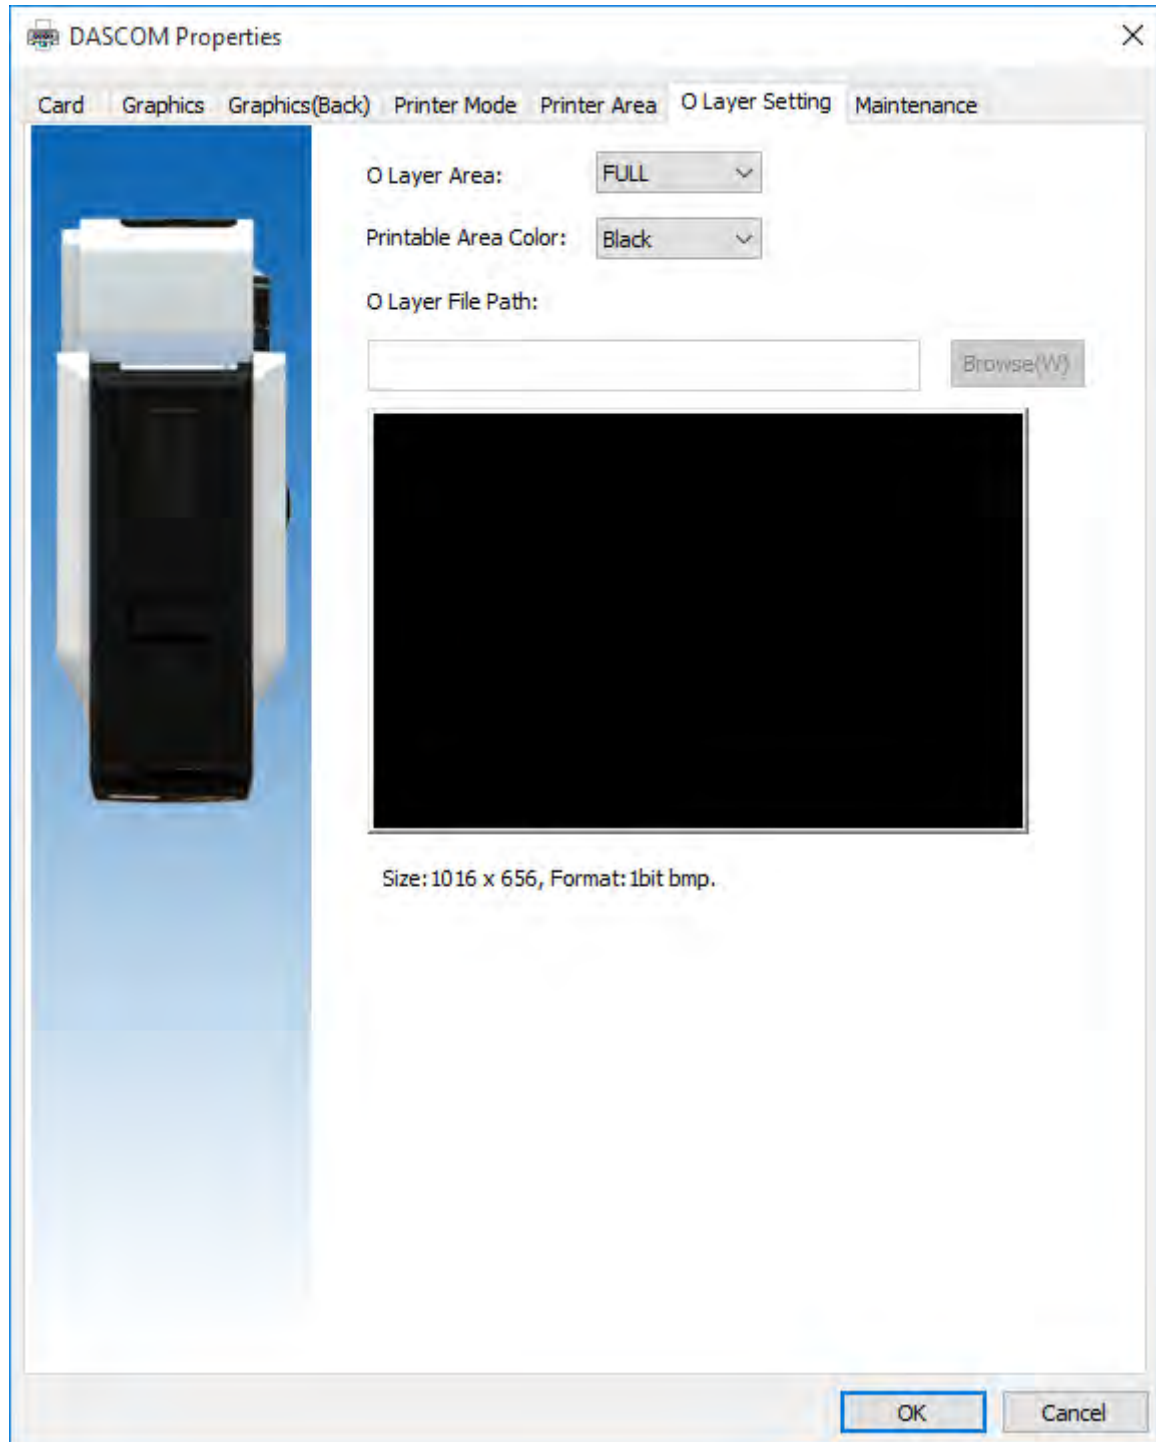 DASCOM Properties
Card Graphics Graphics(Back) Printer Mode Printer Area O Layer Setting Maintenance
O Layer Area: FULL
Printable Area Color: Black
O Layer File Path:
Browse(W)
Size:1016 x 656, Format:1bit bmp.
OK Cancel